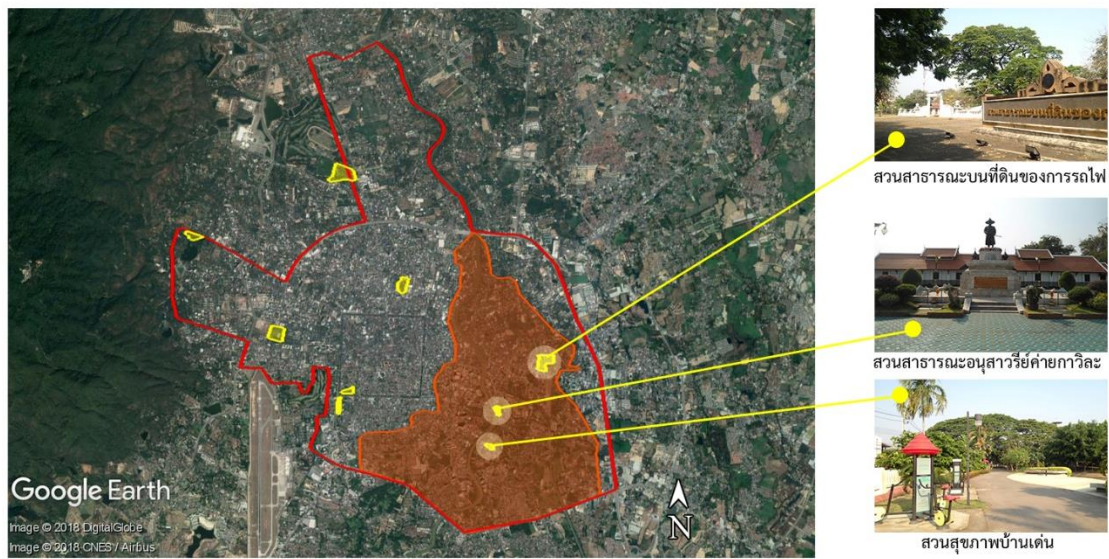 Google Earth
Image © 2018 DigitalGlobe
Image © 2018 CNES / Airbus
N
สวนสาธารณะบนที่ดินของการรถไฟ
สวนสาธารณะอนุสาวรีย์ค่ายกาวิละ
สวนสุขภาพบ้านเด่น